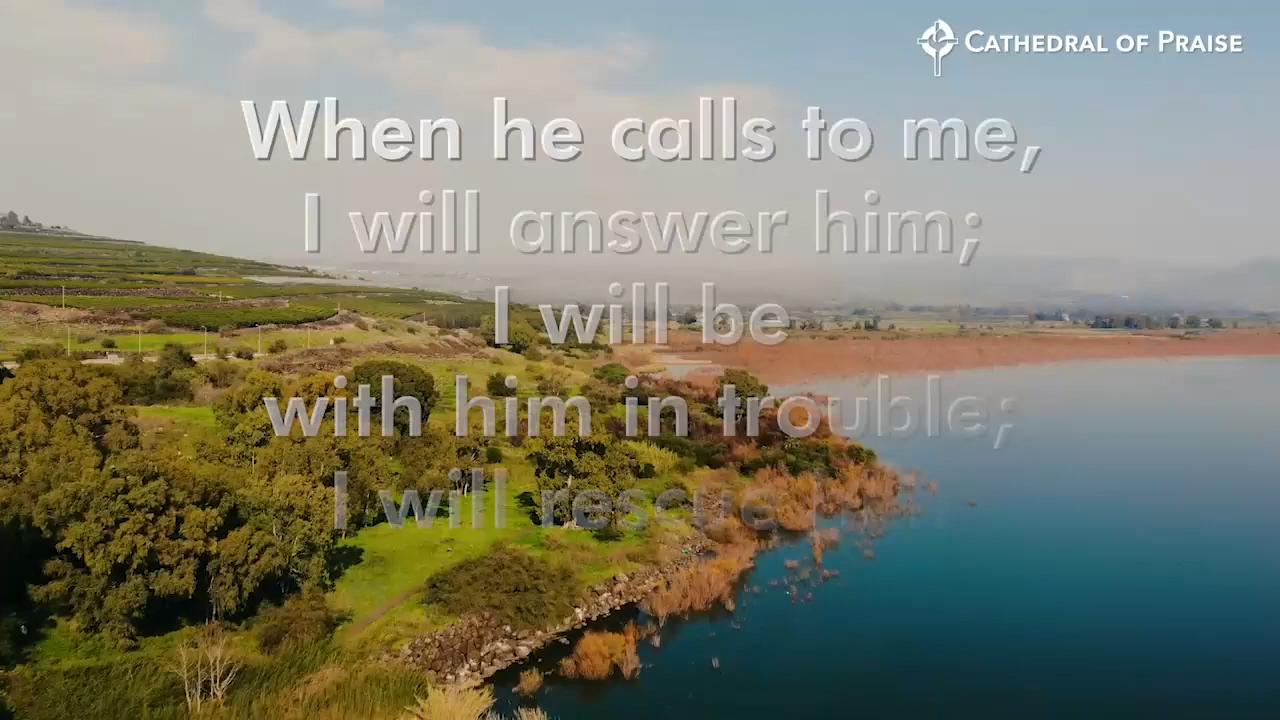 CATHEDRAL OF PRAISE
When he calls to me,
I will answer him;
I will be
with him in trouble;
I will rescue